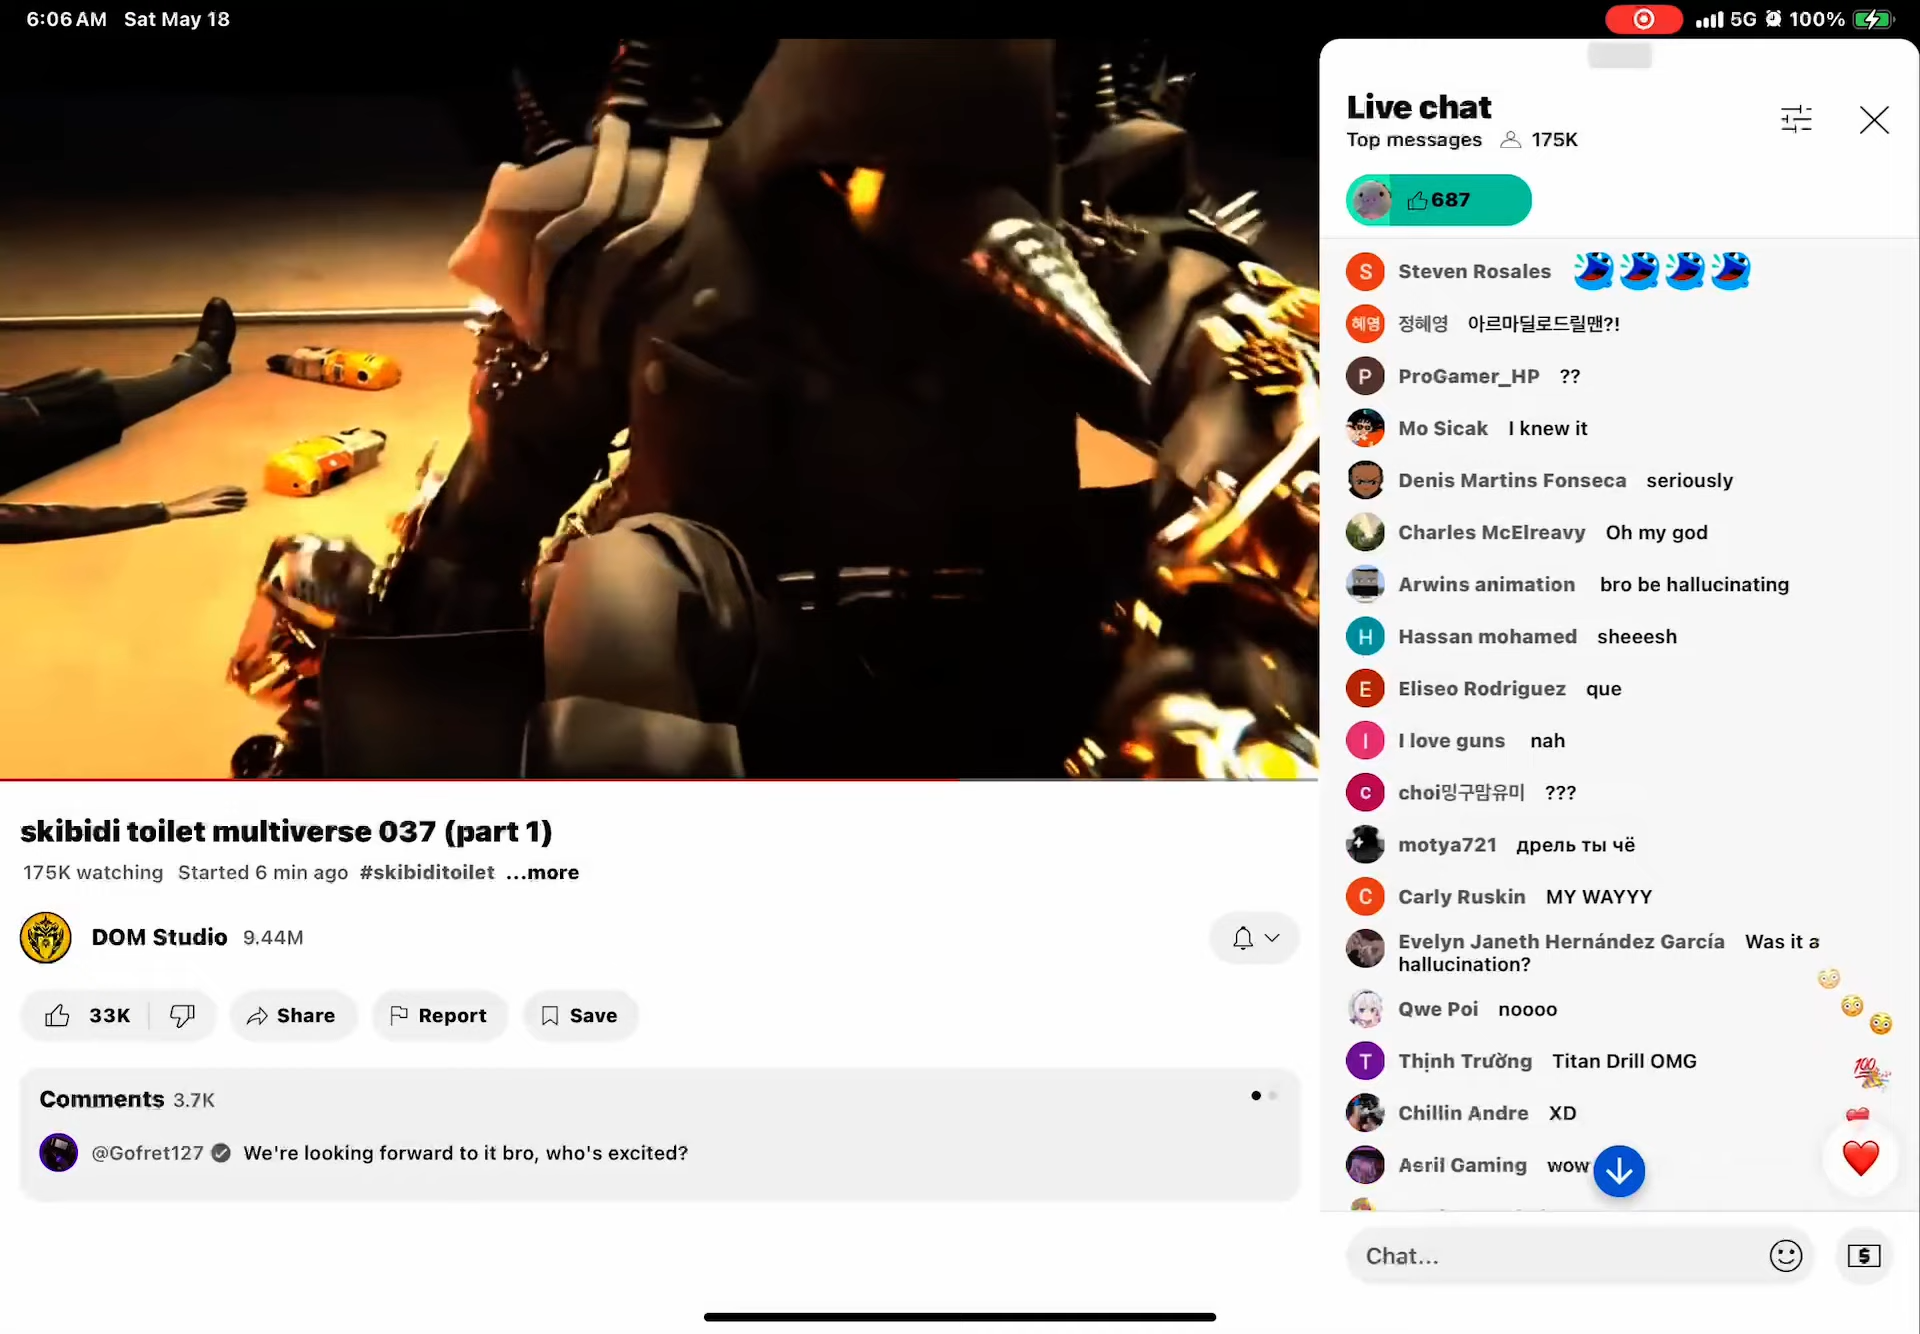 6:06 AM Sat May 18
5G 100%
Live chat
Top messages 175K
687
S Steven Rosales
혜영 정혜영 아르마딜로드릴맨?!
P ProGamer_HP ??
Mo Sicak I knew it
Denis Martins Fonseca seriously
Charles McElreavy Oh my god
Arwins animation bro be hallucinating
H Hassan mohamed sheeesh
E Eliseo Rodriguez que
I I love guns nah
c choi밍구맘유미 ???
motya721 дрель ты чё
C Carly Ruskin MY WAYYY
Evelyn Janeth Hernández García Was it a
hallucination?
Qwe Poi noooo
T Thịnh Trường Titan Drill OMG
Chillin Andre XD
Asril Gaming wow
Chat...
skibidi toilet multiverse 037 (part 1)
175K watching Started 6 min ago #skibiditoilet ...more
DOM Studio 9.44M
33K Share Report Save
Comments 3.7K
@Gofret127 We're looking forward to it bro, who's excited?